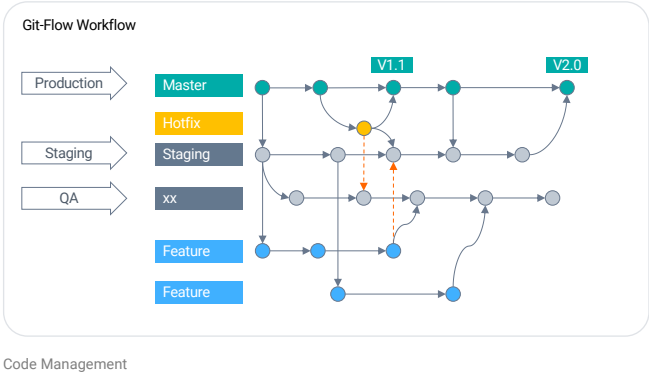 Git-Flow Workflow
V1.1
V2.0
Production
Master
Hotfix
Staging
Staging
QA
xx
Feature
Feature
Code Management